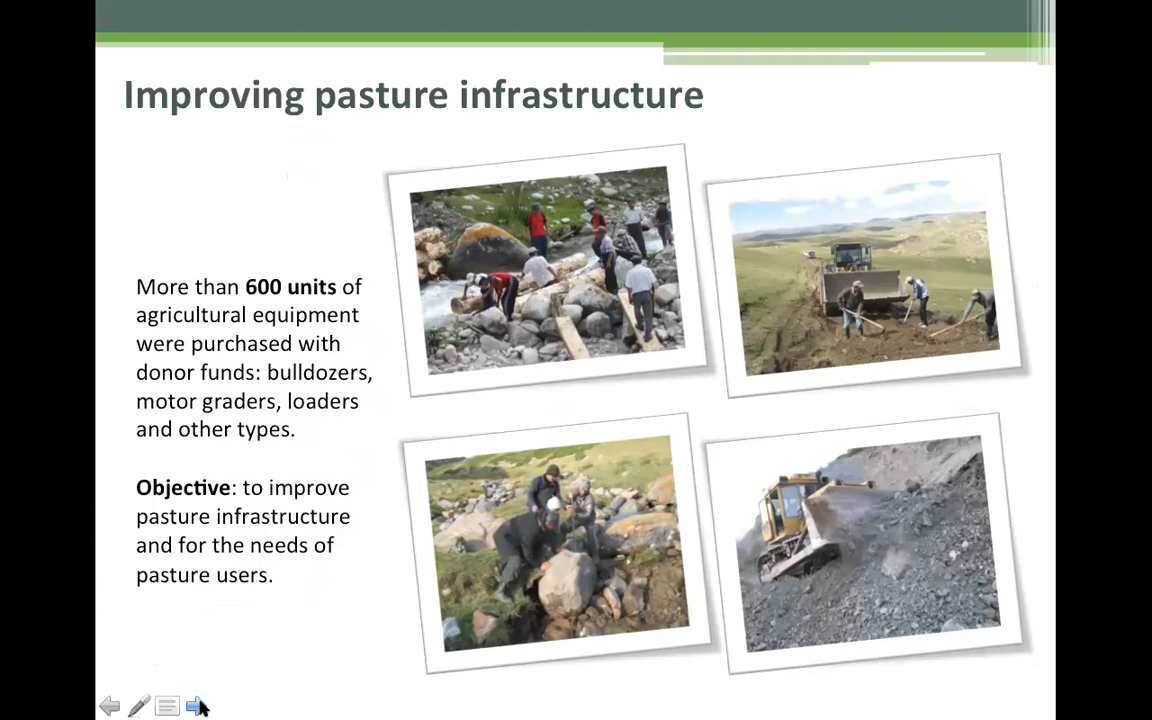 Improving pasture infrastructure
More than 600 units of
agricultural equipment
were purchased with
donor funds: bulldozers,
motor graders, loaders
and other types.
Objective: to improve
pasture infrastructure
and for the needs of
pasture users.